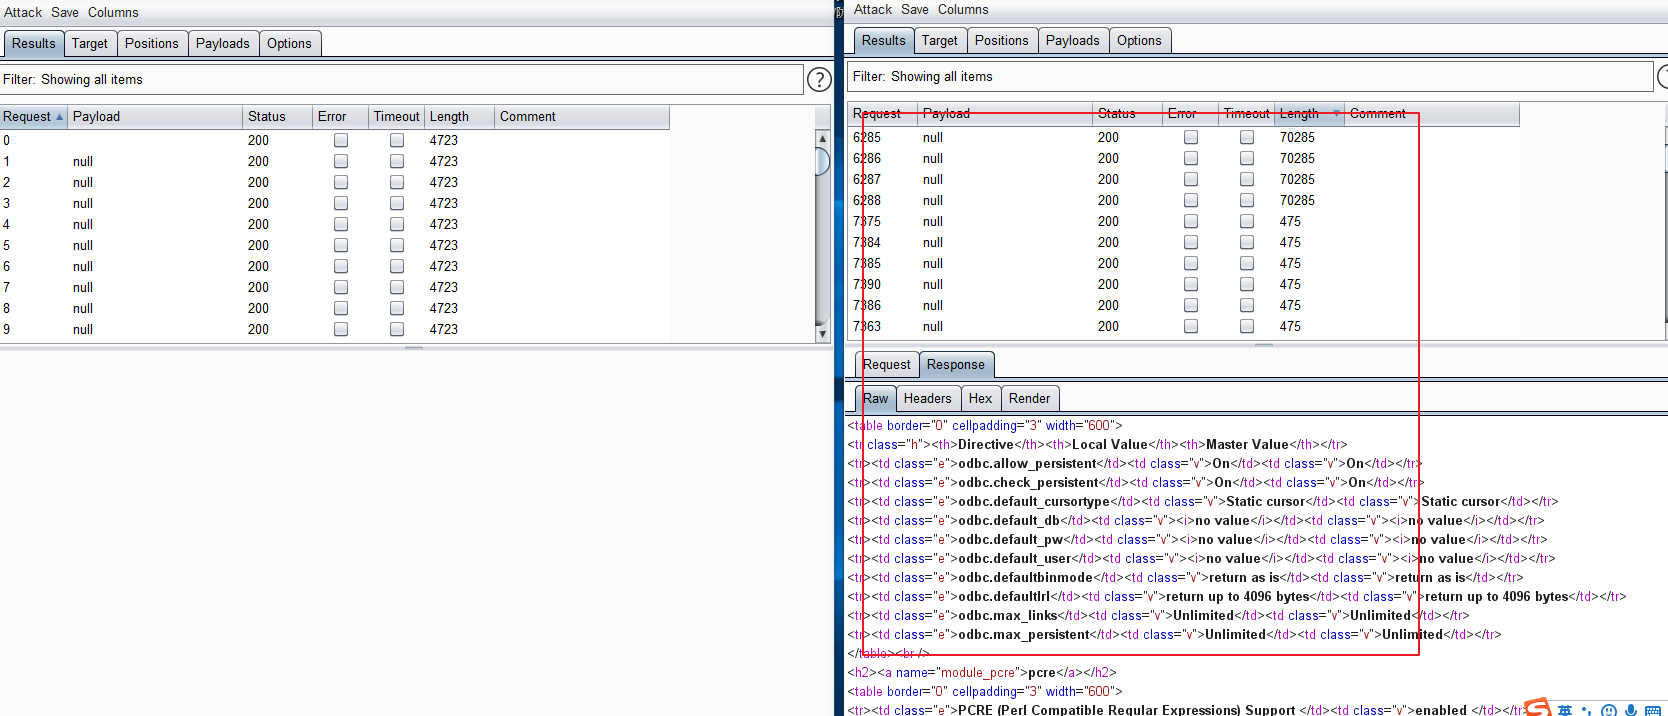 Attack Save Columns
Results Target Positions Payloads Options
Filter: Showing all items
?
Request Payload Status Error Timeout Length Comment
0 200 4723
1 null 200 4723
2 null 200 4723
3 null 200 4723
4 null 200 4723
5 null 200 4723
6 null 200 4723
7 null 200 4723
8 null 200 4723
9 null 200 4723
Attack Save Columns
Results Target Positions Payloads Options
Filter: Showing all items
Request Payload Status Error Timeout Length Comment
6285 null 200 70285
6286 null 200 70285
6287 null 200 70285
6288 null 200 70285
7375 null 200 475
7384 null 200 475
7385 null 200 475
7390 null 200 475
7386 null 200 475
7363 null 200 475
Request Response
Raw Headers Hex Render
<table border="0" cellpadding="3" width="600">
<tr class="h"><th>Directive</th><th>Local Value</th><th>Master Value</th></tr>
<tr><td class="e">odbc.allow_persistent</td><td class="v">On</td><td class="v">On</td></tr>
<tr><td class="e">odbc.check_persistent</td><td class="v">On</td><td class="v">On</td></tr>
<tr><td class="e">odbc.default_cursortype</td><td class="v">Static cursor</td><td class="v">Static cursor</td></tr>
<tr><td class="e">odbc.default_db</td><td class="v"><i>no value</i></td><td class="v"><i>no value</i></td></tr>
<tr><td class="e">odbc.default_pw</td><td class="v"><i>no value</i></td><td class="v"><i>no value</i></td></tr>
<tr><td class="e">odbc.default_user</td><td class="v"><i>no value</i></td><td class="v"><i>no value</i></td></tr>
<tr><td class="e">odbc.defaultbinmode</td><td class="v">return as is</td><td class="v">return as is</td></tr>
<tr><td class="e">odbc.defaultlrl</td><td class="v">return up to 4096 bytes</td><td class="v">return up to 4096 bytes</td></tr>
<tr><td class="e">odbc.max_links</td><td class="v">Unlimited</td><td class="v">Unlimited</td></tr>
<tr><td class="e">odbc.max_persistent</td><td class="v">Unlimited</td><td class="v">Unlimited</td></tr>
</table><br />
<h2><a name="module_pcre">pcre</a></h2>
<table border="0" cellpadding="3" width="600">
<tr><td class="e">PCRE (Perl Compatible Regular Expressions) Support </td><td class="v">enabled </td></tr>
英